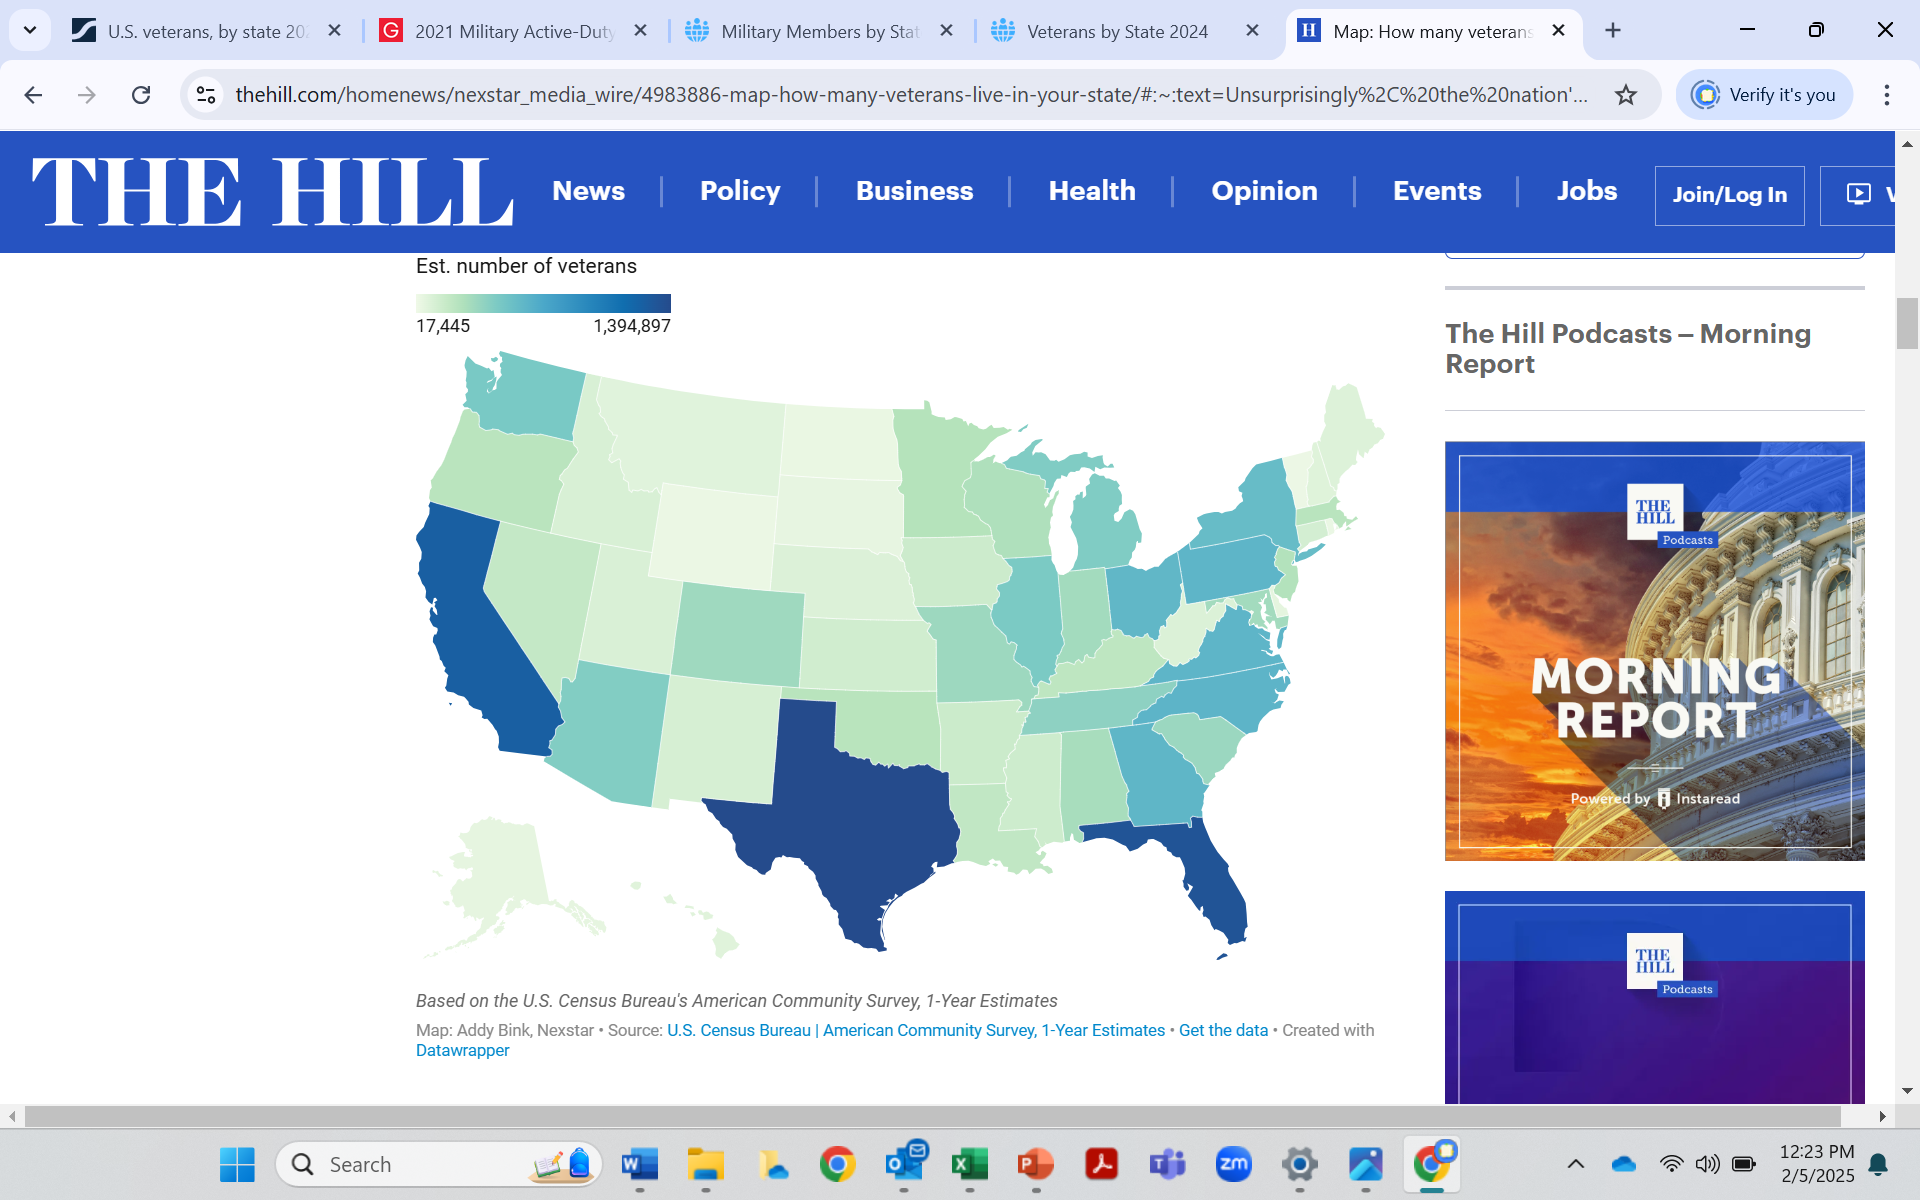 U.S. veterans, by state 202
2021 Military Active-Duty
Military Members by Stat
Veterans by State 2024
Map: How many veterans
thehill.com/homenews/nexstar_media_wire/4983886-map-how-many-veterans-live-in-your-state/#:~:text=Unsurprisingly%2C%20the%20nation'...
Verify it's you
THE HILL
News
Policy
Business
Health
Opinion
Events
Jobs
Join/Log In
V
Est. number of veterans
17,445
1,394,897
Based on the U.S. Census Bureau's American Community Survey, 1-Year Estimates
Map: Addy Bink, Nexstar • Source: U.S. Census Bureau | American Community Survey, 1-Year Estimates • Get the data • Created with
Datawrapper
The Hill Podcasts – Morning
Report
THE
HILL
Podcasts
MORNING
REPORT
Powered by Instaread
THE
HILL
Podcasts
Search
zm
12:23 PM
2/5/2025